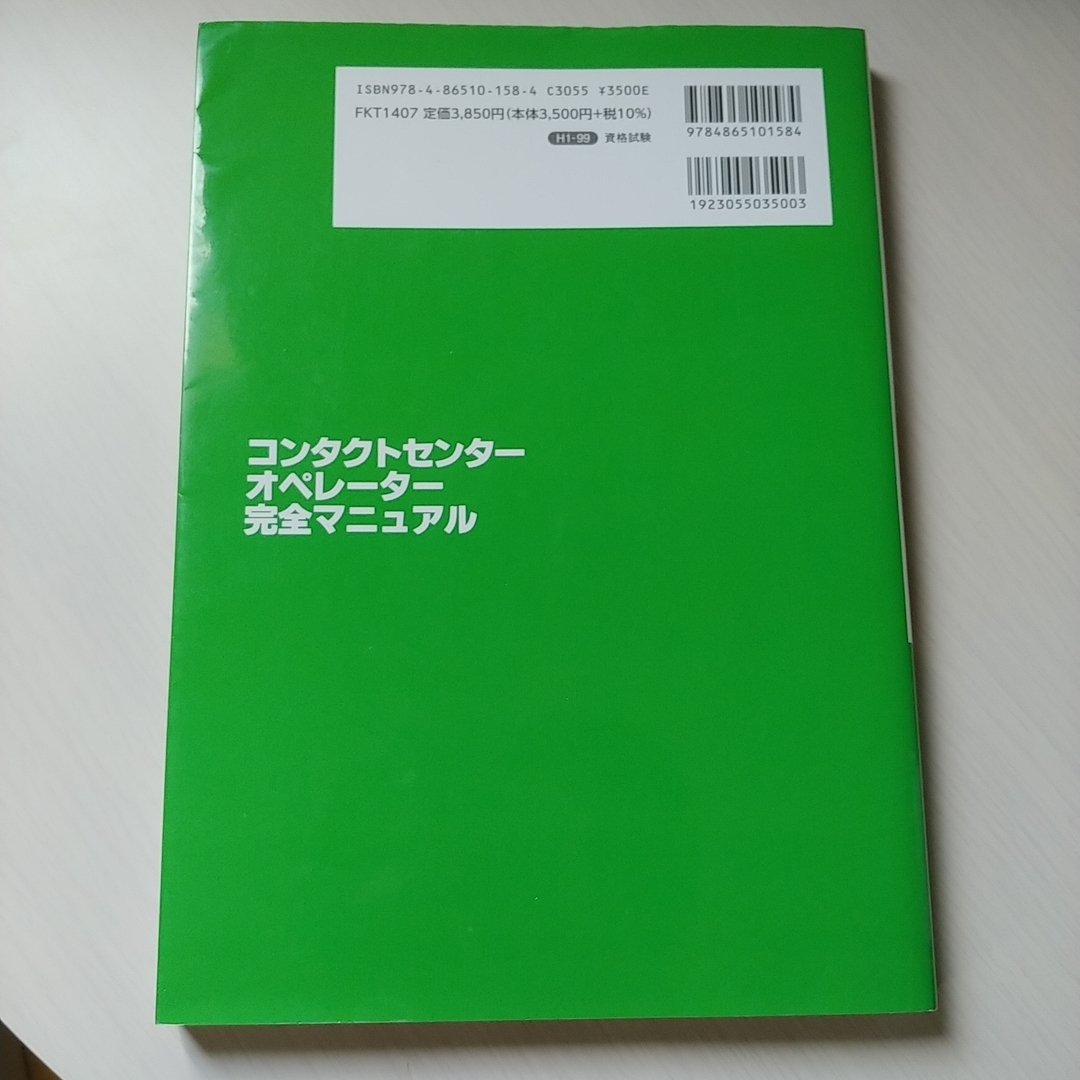 ISBN978-4-86510-158-4 C3055 ¥3500E
FKT1407 定価3,850円(本体3,500円+税10%)
H1-99 資格試験
9784865101584
1923055035003
コンタクトセンター
オペレーター
完全マニュアル